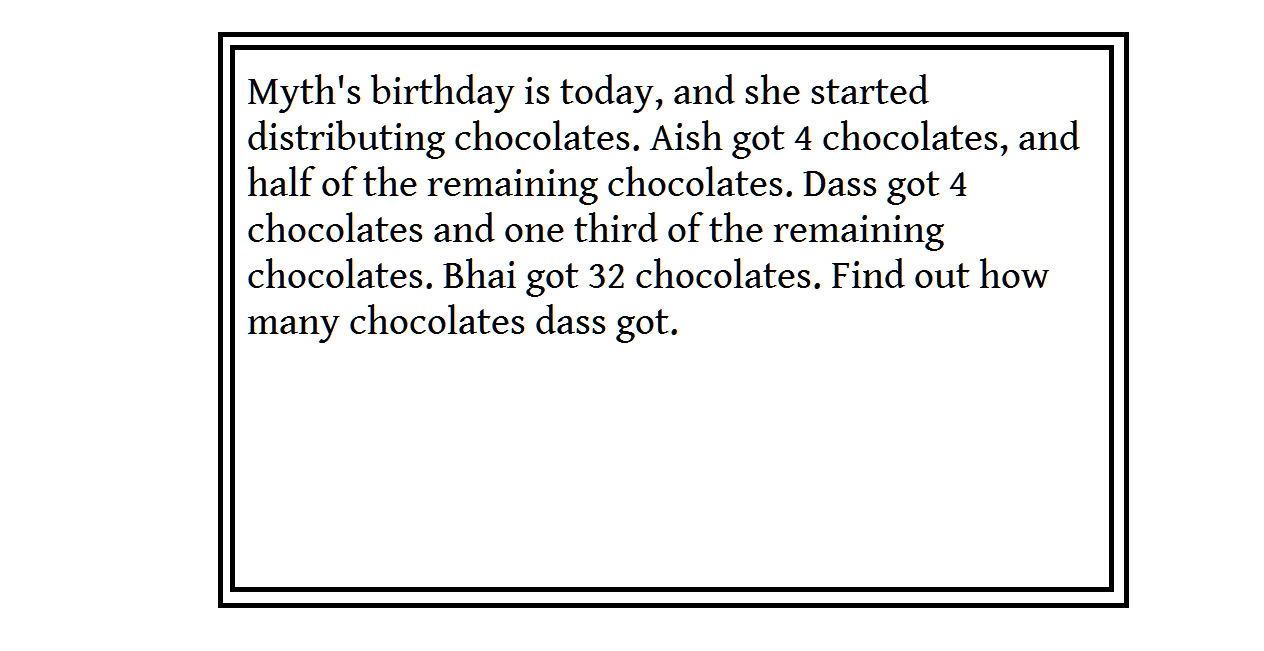 Myth's birthday is today, and she started
distributing chocolates. Aish got 4 chocolates, and
half of the remaining chocolates. Dass got 4
chocolates and one third of the remaining
chocolates. Bhai got 32 chocolates. Find out how
many chocolates dass got.